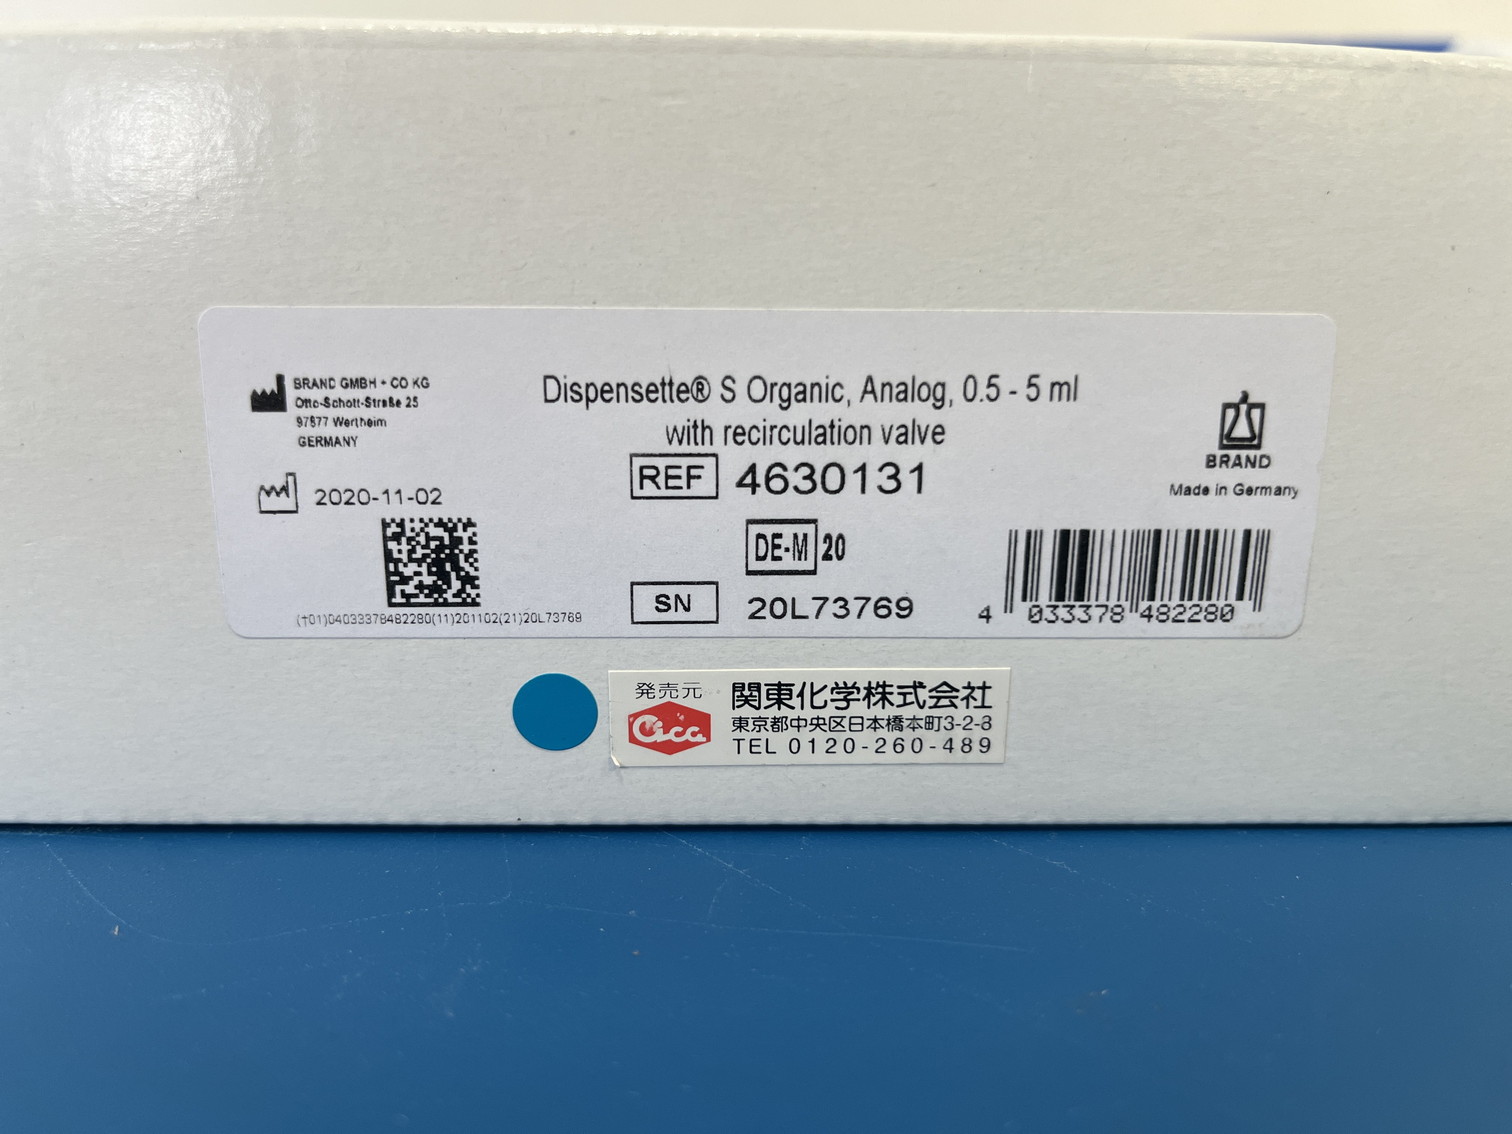 BRAND GMBH + CO KG
Otto-Schott-Straße 25
97877 Wertheim
GERMANY
2020-11-02
(†01)04033378482280(11)201102(21)20L73769
Dispensette® S Organic, Analog, 0.5 - 5 ml
with recirculation valve
REF 4630131
DE-M 20
SN 20L73769
BRAND
Made in Germany
4 033378 482280
発売元
Cica
関東化学株式会社
東京都中央区日本橋本町3-2-8
TEL 0120-260-489